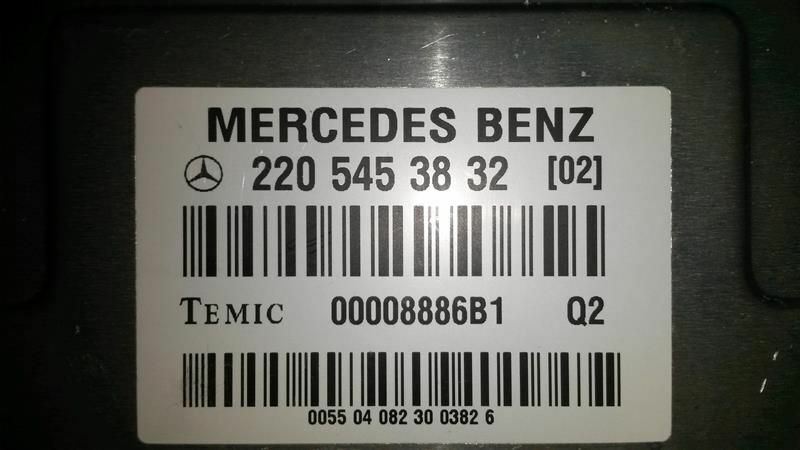 MERCEDES BENZ
220 545 38 32 [02]
TEMIC 00008886B1 Q2
0055 04 082 30 0382 6